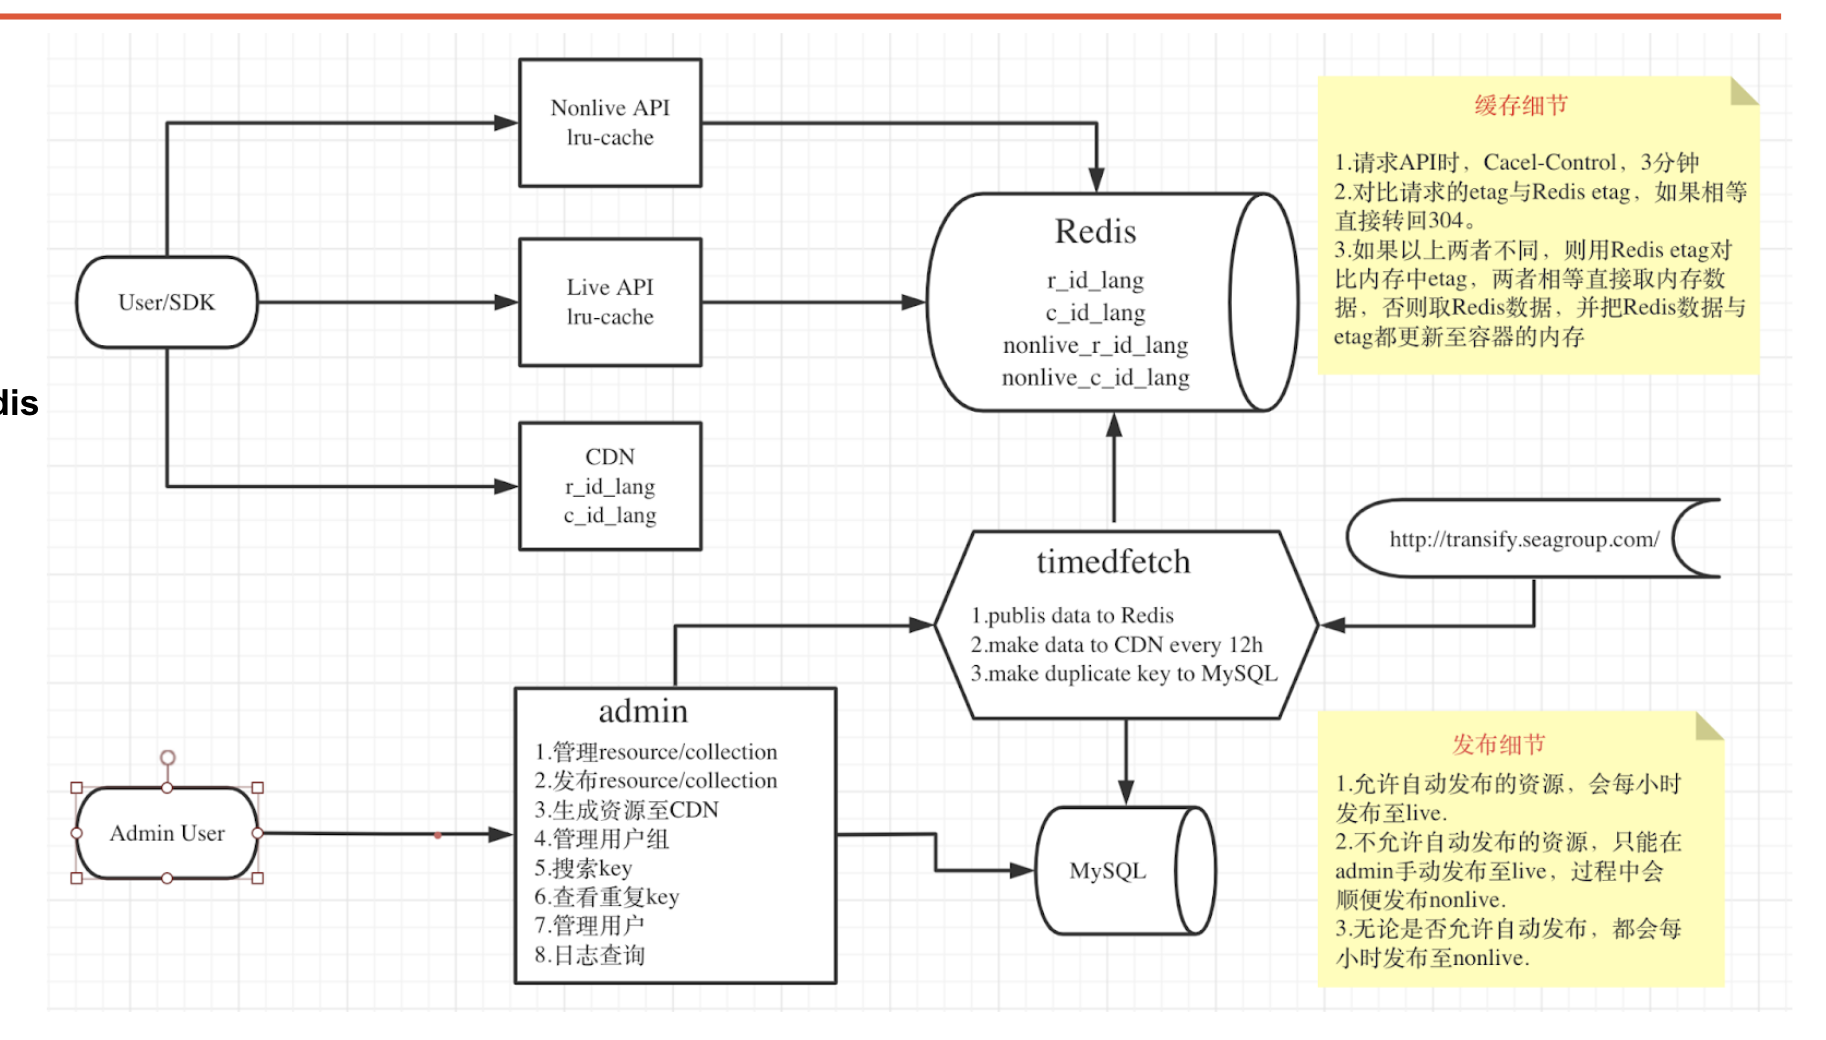 Nonlive API
lru-cache
User/SDK
Live API
lru-cache
CDN
r_id_lang
c_id_lang
Redis
r_id_lang
c_id_lang
nonlive_r_id_lang
nonlive_c_id_lang
缓存细节
1.请求API时，Cacel-Control，3分钟
2.对比请求的etag与Redis etag，如果相等
直接转回304。
3.如果以上两者不同，则用Redis etag对
比内存中etag，两者相等直接取内存数
据，否则取Redis数据，并把Redis数据与
etag都更新至容器的内存
dis
timedfetch
1.publis data to Redis
2.make data to CDN every 12h
3.make duplicate key to MySQL
http://transify.seagroup.com/
Admin User
admin
1.管理resource/collection
2.发布resource/collection
3.生成资源至CDN
4.管理用户组
5.搜索key
6.查看重复key
7.管理用户
8.日志查询
MySQL
发布细节
1.允许自动发布的资源，会每小时
发布至live.
2.不允许自动发布的资源，只能在
admin手动发布至live，过程中会
顺便发布nonlive.
3.无论是否允许自动发布，都会每
小时发布至nonlive.